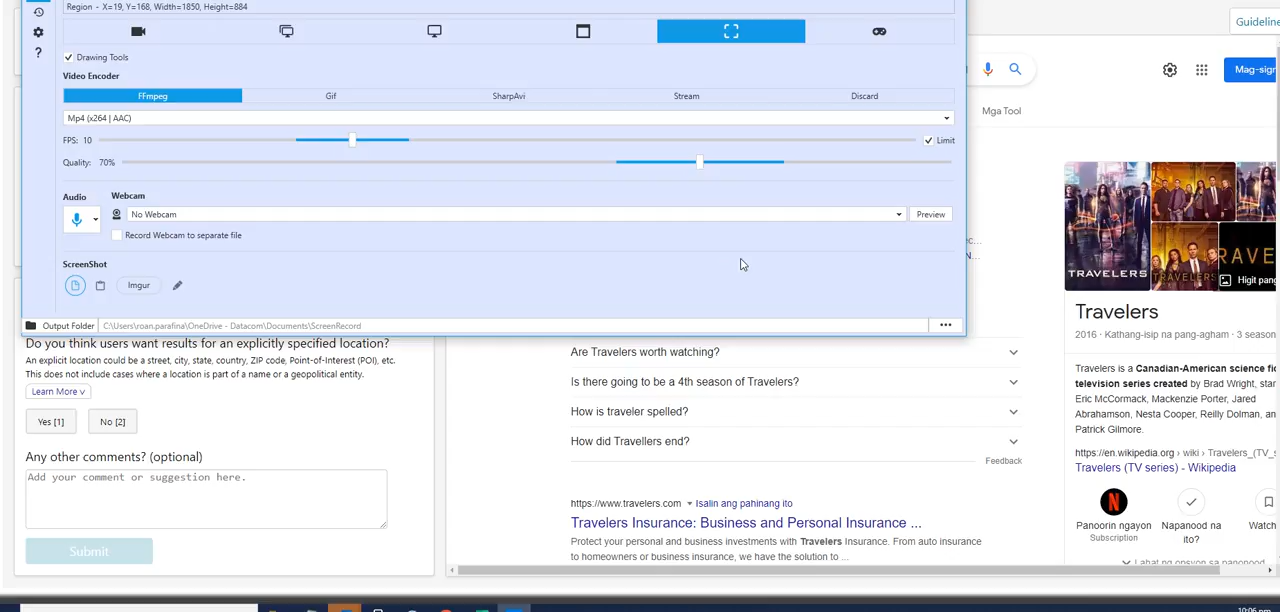 Region - X=19, Y=168, Width=1850, Height=884
Guideline
Drawing Tools
Video Encoder
FFmpeg
Gif
SharpAvi
Stream
Discard
Mag-sign
Mga Tool
Mp4 (x264 | AAC)
FPS: 10
Limit
Quality: 70%
Audio
Webcam
No Webcam
Preview
Record Webcam to separate file
ScreenShot
Imgur
Output Folder
C:\Users\roan.parafina\OneDrive - Datacom\Documents\ScreenRecord
...
?
Do you think users want results for an explicitly specified location?
An explicit location could be a street, city, state, country, ZIP code, Point-of-Interest (POI), etc.
This does not include cases where a location is part of a name or a geopolitical entity.
Learn More v
Yes [1]
No [2]
Any other comments? (optional)
Add your comment or suggestion here.
Submit
ec...
N...
Are Travelers worth watching?
Is there going to be a 4th season of Travelers?
How is traveler spelled?
How did Travellers end?
Feedback
https://www.travelers.com
Isalin ang pahinang ito
Travelers Insurance: Business and Personal Insurance ...
Protect your personal and business investments with Travelers Insurance. From auto insurance
to homeowners or business insurance, we have the solution to ...
TRAVELERS
TRAVELERS
RAVE
Higit pang
Travelers
2016 · Kathang-isip na pang-agham · 3 season
Travelers is a Canadian-American science fic
television series created by Brad Wright, star
Eric McCormack, Mackenzie Porter, Jared
Abrahamson, Nesta Cooper, Reilly Dolman, an
Patrick Gilmore.
https://en.wikipedia.org › wiki › Travelers_(TV_s
Travelers (TV series) - Wikipedia
N
Panoorin ngayon
Subscription
Napanood na
ito?
Watch
Lahat ng opsyon sa panonood
10:06 pm